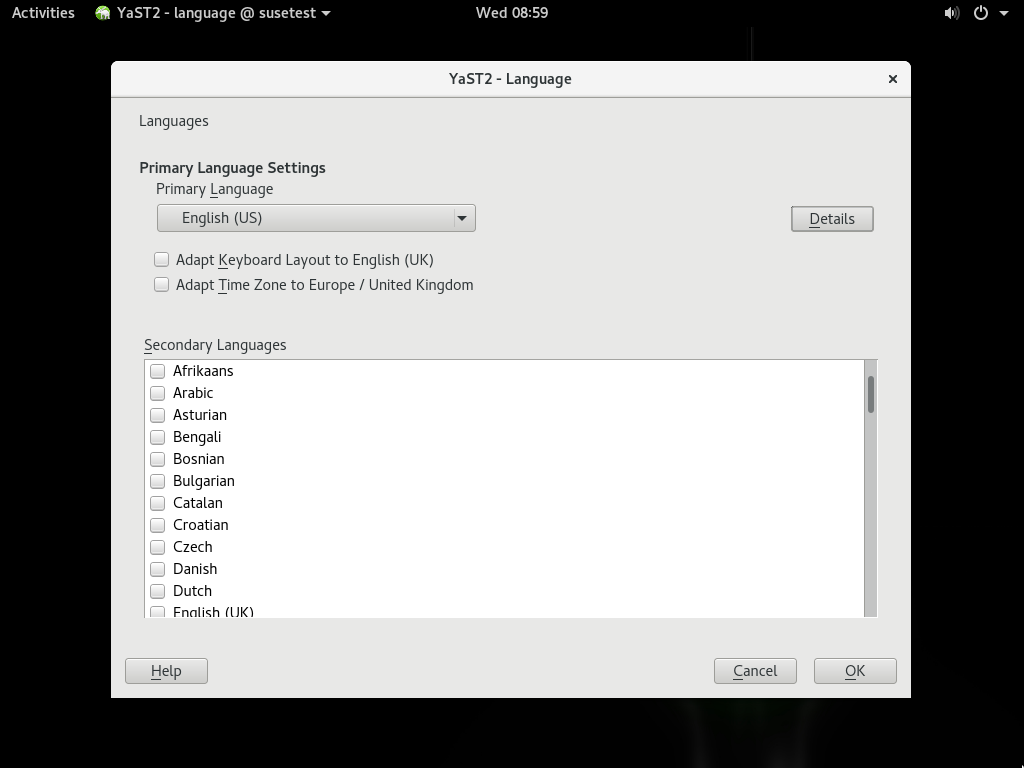 Activities YaST2 - language @ susetest Wed 08:59
YaST2 - Language
Languages
Primary Language Settings
Primary Language
English (US)
Details
Adapt Keyboard Layout to English (UK)
Adapt Time Zone to Europe / United Kingdom
Secondary Languages
Afrikaans
Arabic
Asturian
Bengali
Bosnian
Bulgarian
Catalan
Croatian
Czech
Danish
Dutch
English (UK)
Help Cancel OK